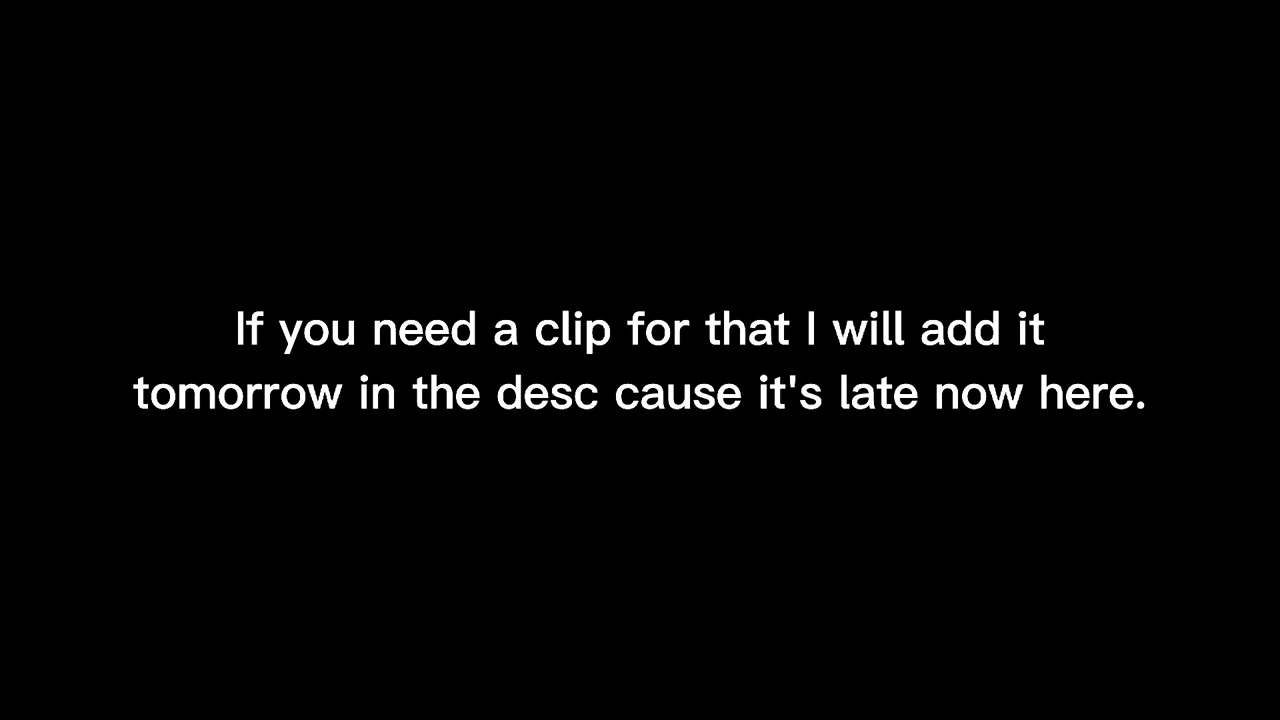 If you need a clip for that I will add it
tomorrow in the desc cause it's late now here.